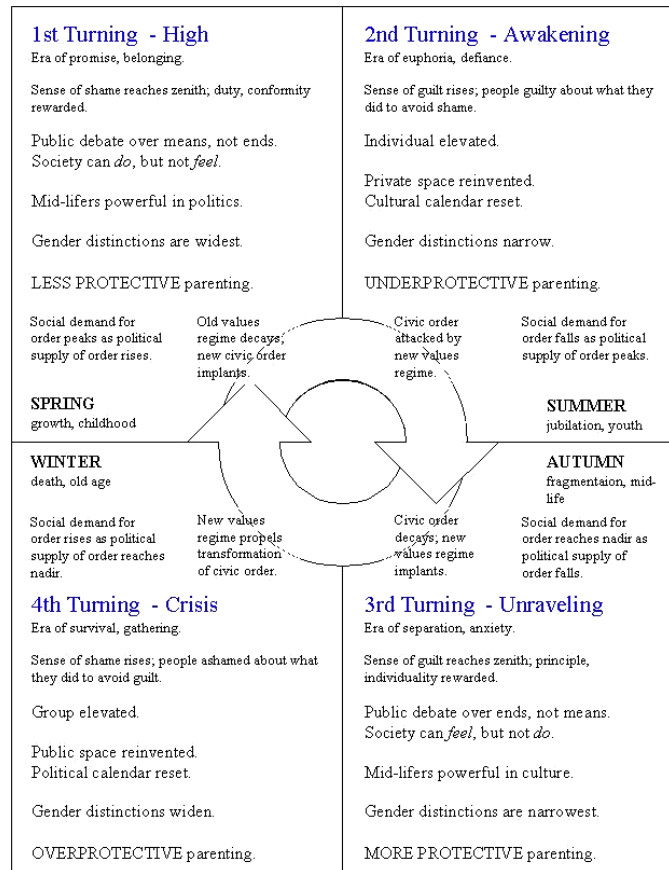 1st Turning - High
Era of promise, belonging.
Sense of shame reaches zenith; duty, conformity
rewarded.
Public debate over means, not ends.
Society can do, but not feel.
Mid-lifers powerful in politics.
Gender distinctions are widest.
LESS PROTECTIVE parenting.
Social demand for
order peaks as political
supply of order rises.
Old values
regime decays;
new civic order
implants.
SPRING
growth, childhood
2nd Turning - Awakening
Era of euphoria, defiance.
Sense of guilt rises; people guilty about what they
did to avoid shame.
Individual elevated.
Private space reinvented.
Cultural calendar reset.
Gender distinctions narrow.
UNDERPROTECTIVE parenting.
Civic order
attacked by
new values
regime.
Social demand for
order falls as political
supply of order peaks.
SUMMER
jubilation, youth
WINTER
death, old age
Social demand for
order rises as political
supply of order reaches
nadir.
New values
regime propels
transformation
of civic order.
4th Turning - Crisis
Era of survival, gathering.
Sense of shame rises; people ashamed about what
they did to avoid guilt.
Group elevated.
Public space reinvented.
Political calendar reset.
Gender distinctions widen.
OVERPROTECTIVE parenting.
AUTUMN
fragmentaion, mid-
life
Civic order
decays; new
values regime
implants.
Social demand for
order reaches nadir as
political supply of
order falls.
3rd Turning - Unraveling
Era of separation, anxiety.
Sense of guilt reaches zenith; principle,
individuality rewarded.
Public debate over ends, not means.
Society can feel, but not do.
Mid-lifers powerful in culture.
Gender distinctions are narrowest.
MORE PROTECTIVE parenting.